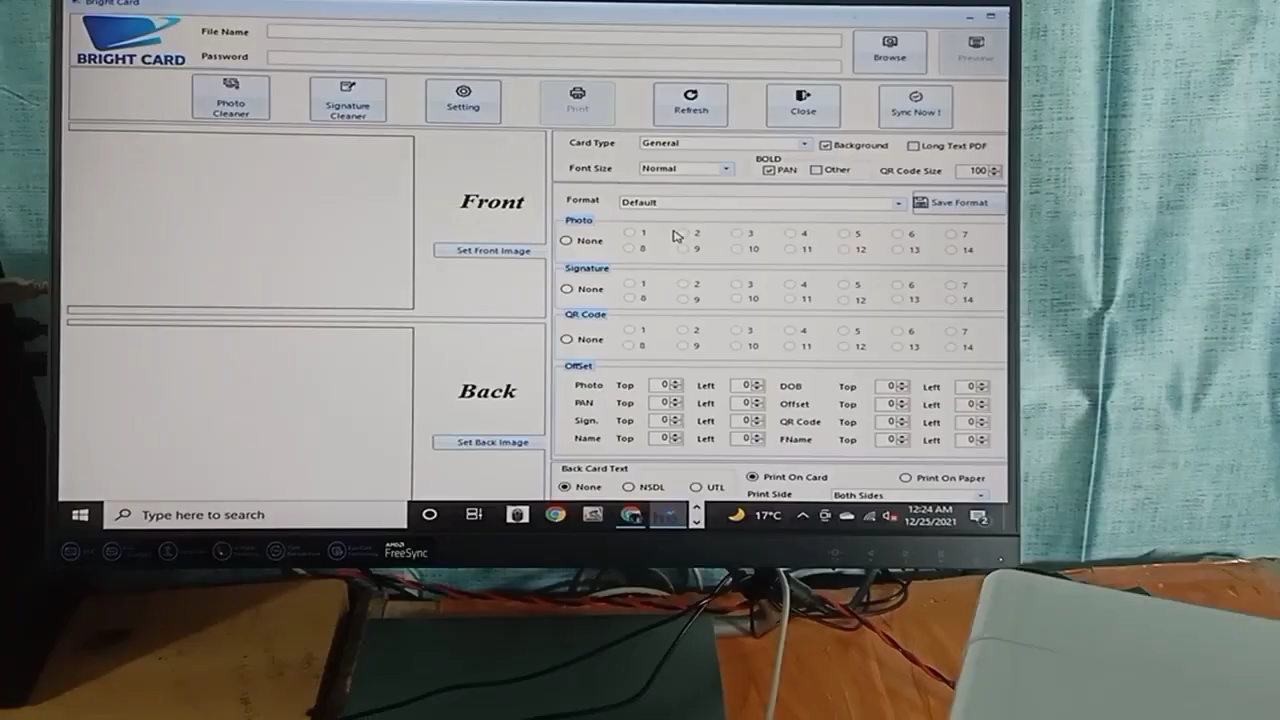 Bright Card
BRIGHT CARD
File Name
Password
Browse
Preview
Photo Cleaner
Signature Cleaner
Setting
Print
Refresh
Close
Sync Now !
Card Type General Background Long Text PDF
Font Size Normal BOLD PAN Other QR Code Size 100
Format Default Save Format
Front
Set Front Image
Photo
None 1 2 3 4 5 6 7
8 9 10 11 12 13 14
Signature
None 1 2 3 4 5 6 7
8 9 10 11 12 13 14
QR Code
None 1 2 3 4 5 6 7
8 9 10 11 12 13 14
Back
Set Back Image
OffSet
Photo Top 0 Left 0 DOB Top 0 Left 0
PAN Top 0 Left 0 Offset Top 0 Left 0
Sign. Top 0 Left 0 QR Code Top 0 Left 0
Name Top 0 Left 0 FName Top 0 Left 0
Back Card Text
None NSDL UTL
Print On Card Print On Paper
Print Side Both Sides
Type here to search
17°C
12:24 AM
12/25/2021
2
AMD
FreeSync